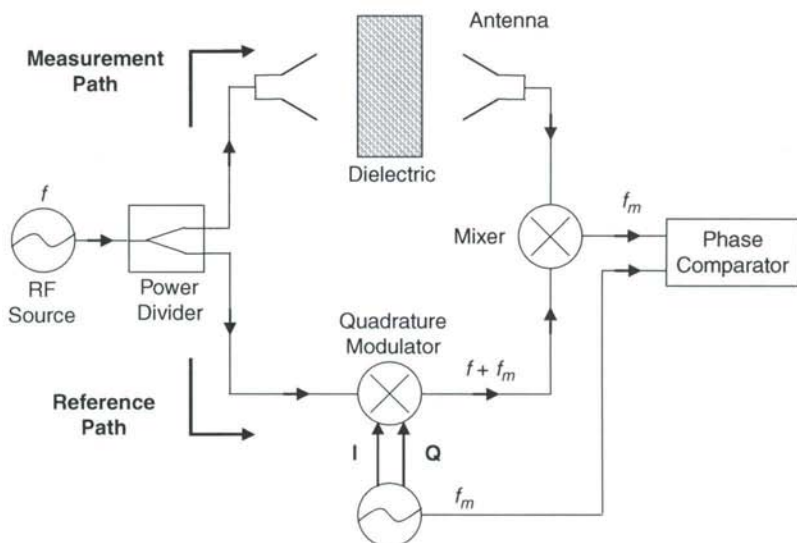 Antenna
Measurement
Path
Dielectric
f
RF
Source
Power
Divider
Mixer
f_m
Phase
Comparator
Quadrature
Modulator
f + f_m
Reference
Path
I
Q
f_m